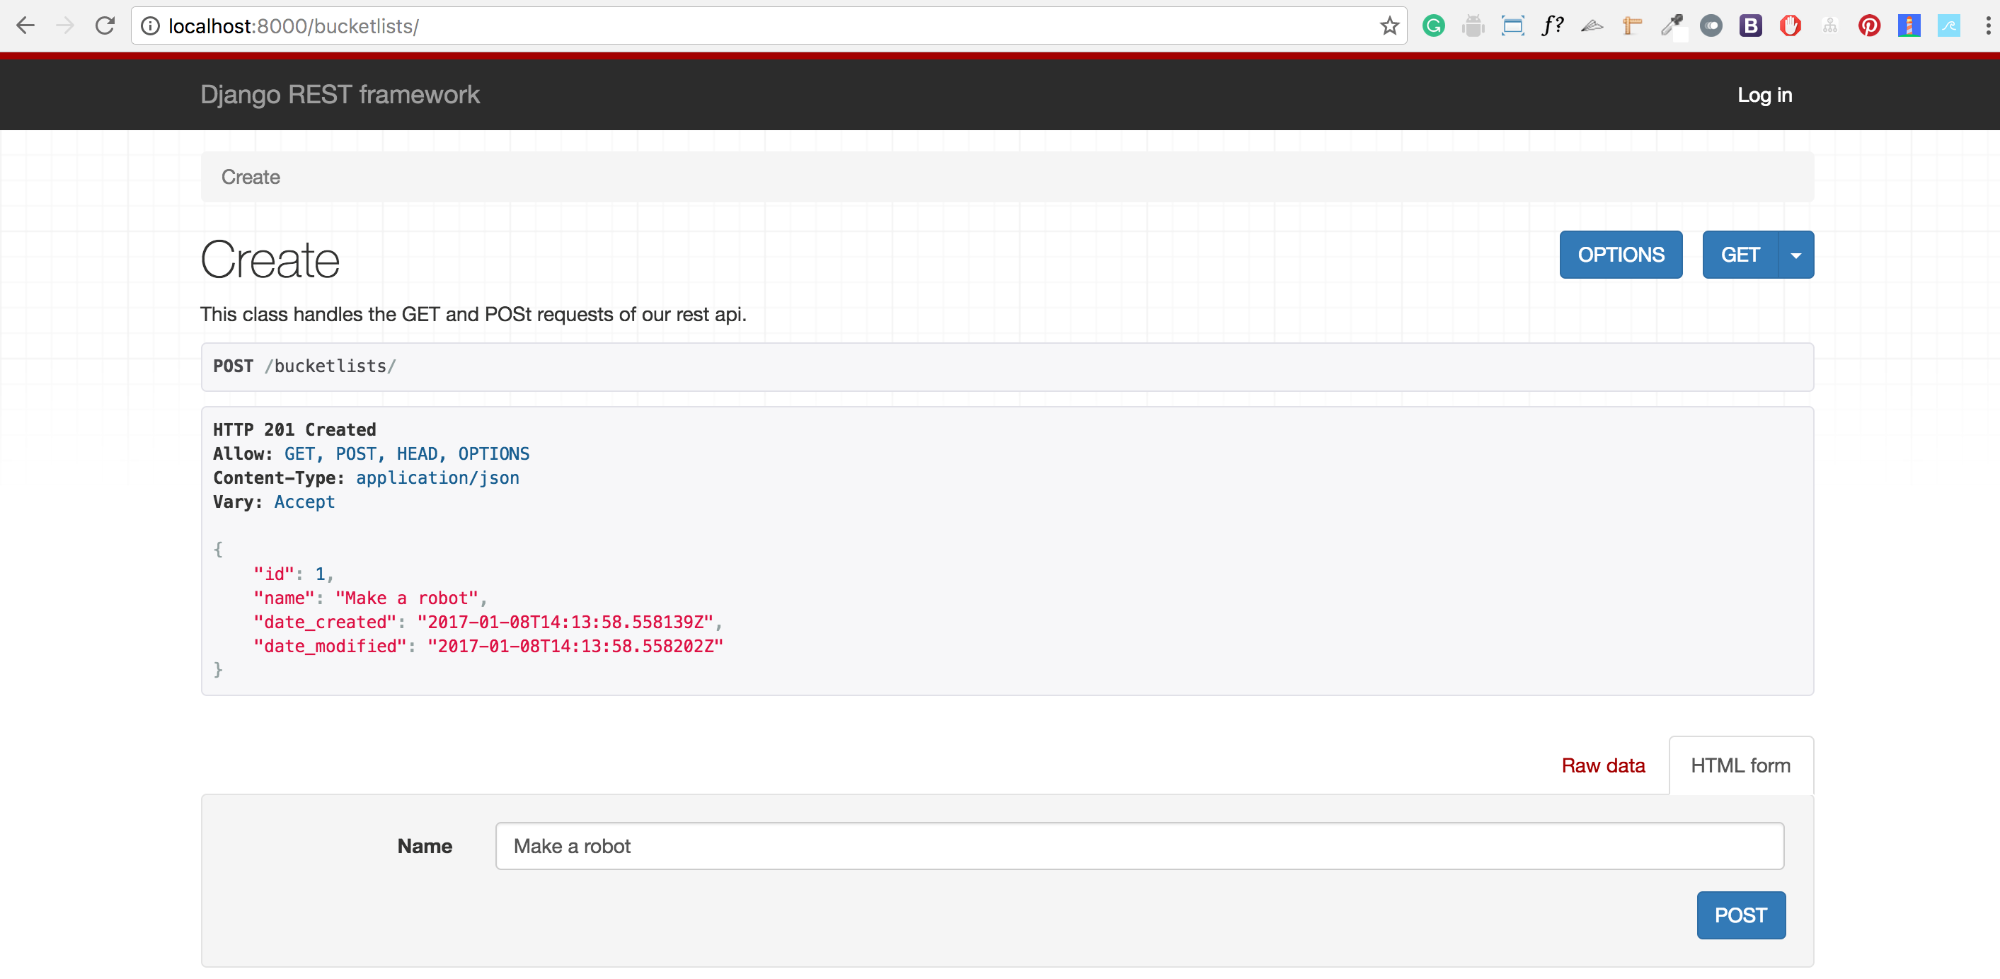 localhost:8000/bucketlists/
Django REST framework
Log in
Create
Create
OPTIONS
GET
This class handles the GET and POSt requests of our rest api.
POST /bucketlists/
HTTP 201 Created
Allow: GET, POST, HEAD, OPTIONS
Content-Type: application/json
Vary: Accept
{
    "id": 1,
    "name": "Make a robot",
    "date_created": "2017-01-08T14:13:58.558139Z",
    "date_modified": "2017-01-08T14:13:58.558202Z"
}
Raw data
HTML form
Name
Make a robot
POST